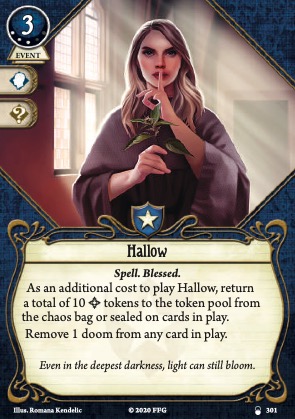 3
EVENT
?
Hallow
Spell. Blessed.
As an additional cost to play Hallow, return
a total of 10 tokens to the token pool from
the chaos bag or sealed on cards in play.
Remove 1 doom from any card in play.
Even in the deepest darkness, light can still bloom.
Illus. Romana Kendelic © 2020 FFG 301